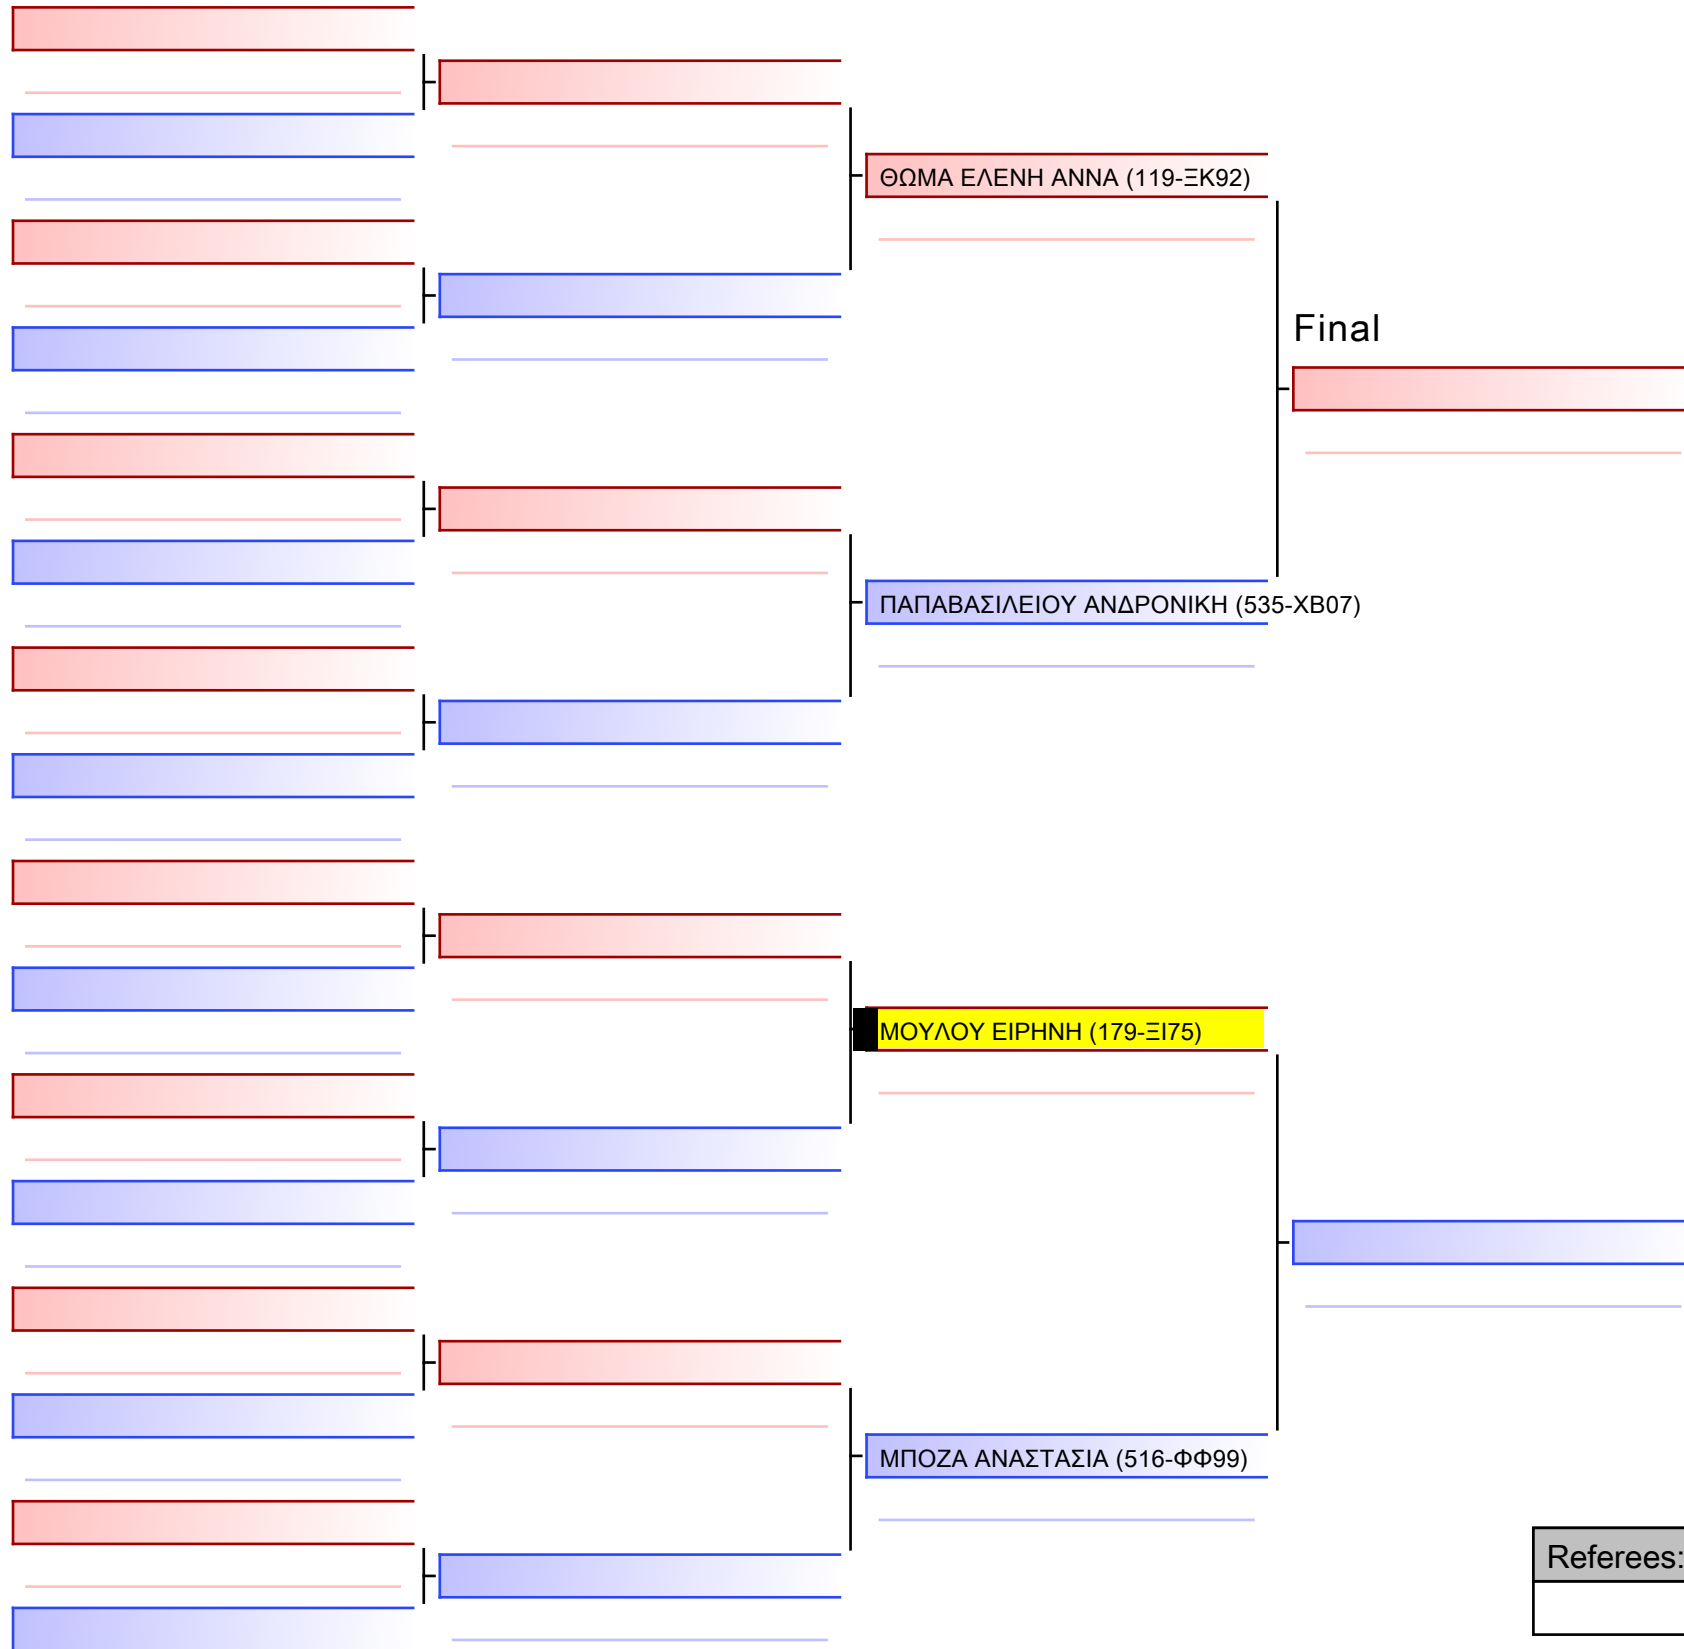 ΘΩΜΑ ΕΛΕΝΗ ΑΝΝΑ (119-ΞΚ92)
Final
ΠΑΠΑΒΑΣΙΛΕΙΟΥ ΑΝΔΡΟΝΙΚΗ (535-ΧΒ07)
ΜΟΥΛΟΥ ΕΙΡΗΝΗ (179-ΞΙ75)
ΜΠΟΖΑ ΑΝΑΣΤΑΣΙΑ (516-ΦΦ99)
Referees: